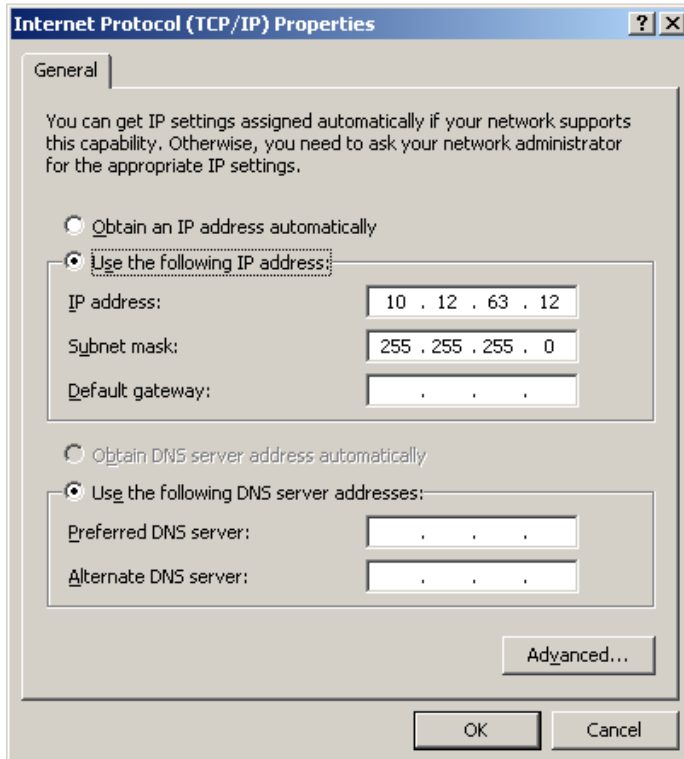 Internet Protocol (TCP/IP) Properties
General
You can get IP settings assigned automatically if your network supports
this capability. Otherwise, you need to ask your network administrator
for the appropriate IP settings.
Obtain an IP address automatically
Use the following IP address:
IP address: 10 . 12 . 63 . 12
Subnet mask: 255 . 255 . 255 . 0
Default gateway: . . .
Obtain DNS server address automatically
Use the following DNS server addresses:
Preferred DNS server: . . .
Alternate DNS server: . . .
Advanced...
OK Cancel